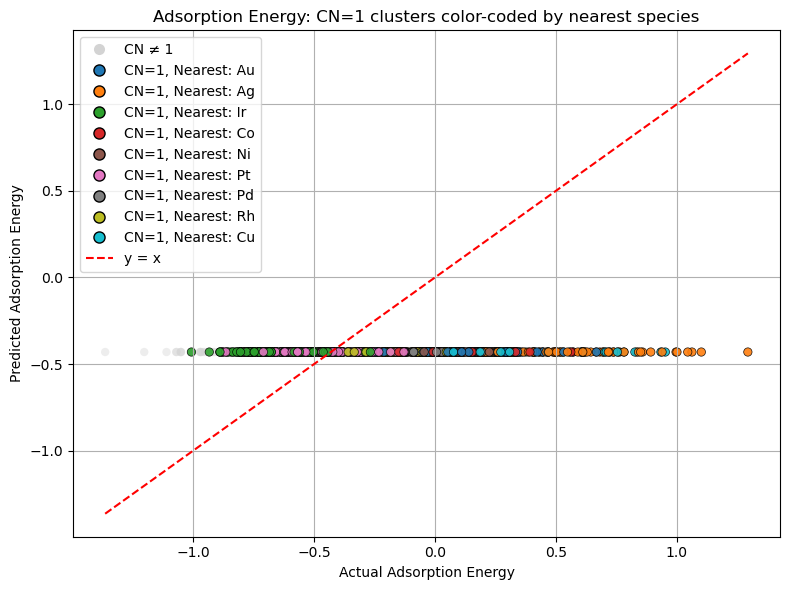 Adsorption Energy: CN=1 clusters color-coded by nearest species
CN ≠ 1
CN=1, Nearest: Au
CN=1, Nearest: Ag
CN=1, Nearest: Ir
CN=1, Nearest: Co
CN=1, Nearest: Ni
CN=1, Nearest: Pt
CN=1, Nearest: Pd
CN=1, Nearest: Rh
CN=1, Nearest: Cu
y = x
Predicted Adsorption Energy
1.0
0.5
0.0
−0.5
−1.0
−1.0
−0.5
0.0
0.5
1.0
Actual Adsorption Energy